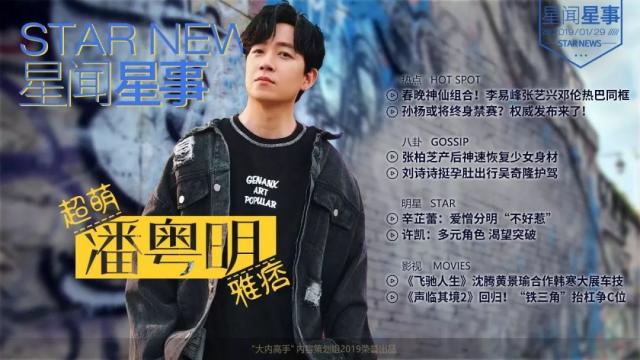 STAR NEW
星闻星事
星闻星事
2019/01/29 /////
STAR NEWS
热点 HOT SPOT
春晚神仙组合！李易峰张艺兴邓伦热巴同框
孙杨或将终身禁赛？权威发布来了！
八卦 GOSSIP
张柏芝产后神速恢复少女身材
刘诗诗挺孕肚出行吴奇隆护驾
明星 STAR
辛芷蕾：爱憎分明“不好惹”
许凯：多元角色 渴望突破
影视 MOVIES
《飞驰人生》沈腾黄景瑜合作韩寒大展车技
《声临其境2》回归！“铁三角”抬杠争C位
GENANX
ART
POPULAR
超萌
潘粤明
雅痞
“大内高手”内容策划组2019荣誉出品